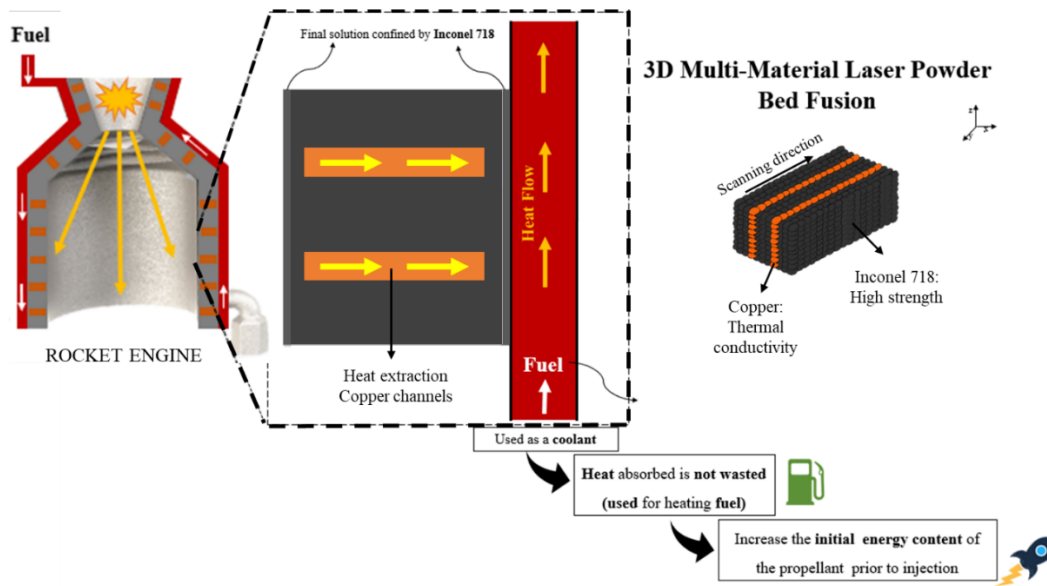 Fuel
ROCKET ENGINE
Final solution confined by Inconel 718
Heat Flow
Fuel
Heat extraction
Copper channels
3D Multi-Material Laser Powder
Bed Fusion
z
x
y
Scanning direction
Inconel 718:
High strength
Copper:
Thermal
conductivity
Used as a coolant
Heat absorbed is not wasted
(used for heating fuel)
Increase the initial energy content of
the propellant prior to injection